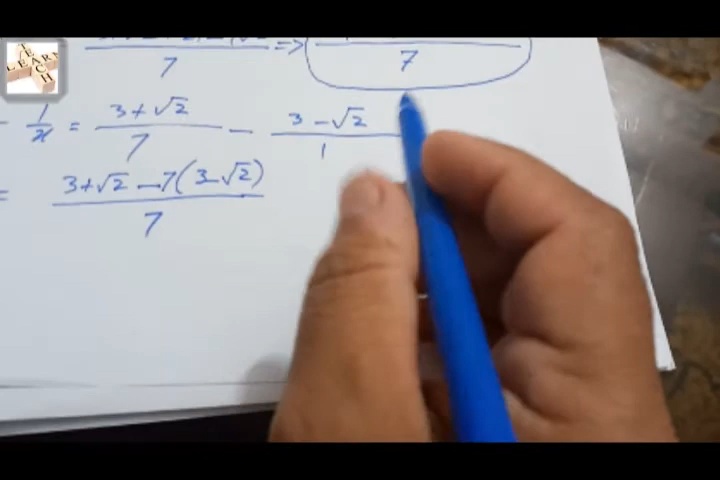 TEACH
LEARN
7 => 7
- 1/x = (3+√2)/7 - (3-√2)/1
= (3+√2-7(3-√2))/7